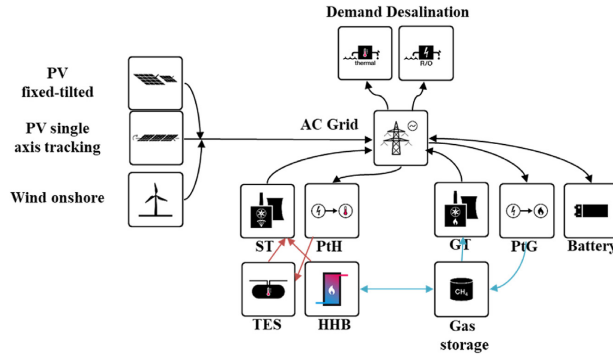 Demand Desalination
thermal
R/O
PV
fixed-tilted
AC Grid
PV single
axis tracking
Wind onshore
ST
PtH
GT
PtG
Battery
CH₄
TES
HHB
Gas
storage